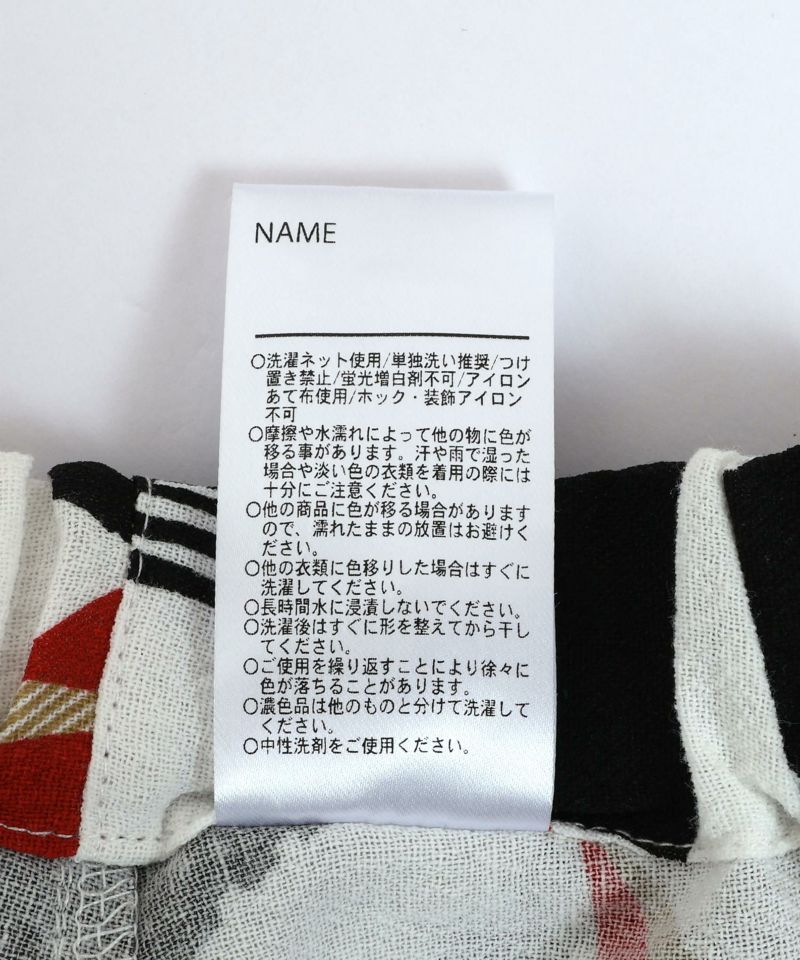 NAME
○洗濯ネット使用/単独洗い推奨/つけ
置き禁止/蛍光増白剤不可/アイロン
あて布使用/ホック・装飾アイロン
不可
○摩擦や水濡れによって他の物に色が
移る事があります。汗や雨で湿った
場合や淡い色の衣類を着用の際には
十分にご注意ください。
○他の商品に色が移る場合があります
ので、濡れたままの放置はお避けく
ださい。
○他の衣類に色移りした場合はすぐに
洗濯してください。
○長時間水に浸漬しないでください。
○洗濯後はすぐに形を整えてから干し
てください。
○ご使用を繰り返すことにより徐々に
色が落ちることがあります。
○濃色品は他のものと分けて洗濯して
ください。
○中性洗剤をご使用ください。